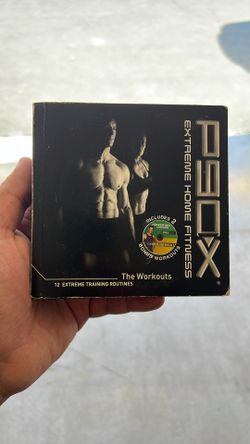 P90X®
EXTREME HOME FITNESS
INCLUDES 2
BONUS WORKOUTS
The Workouts
12 EXTREME TRAINING ROUTINES